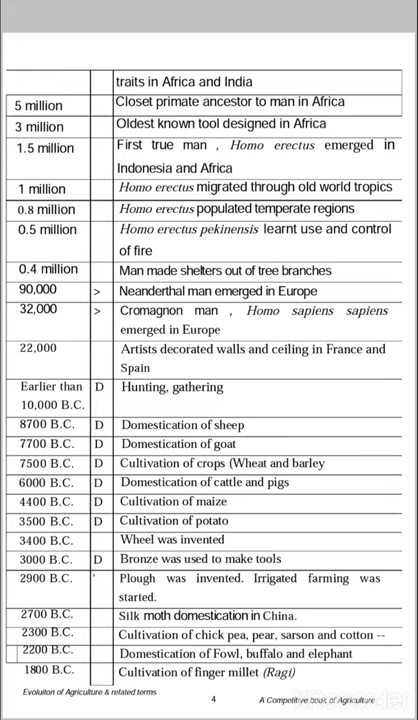 traits in Africa and India
5 million Closet primate ancestor to man in Africa
3 million Oldest known tool designed in Africa
1.5 million First true man , Homo erectus emerged in
Indonesia and Africa
1 million Homo erectus migrated through old world tropics
0.8 million Homo erectus populated temperate regions
0.5 million Homo erectus pekinensis learnt use and control
of fire
0.4 million Man made shelters out of tree branches
90,000 > Neanderthal man emerged in Europe
32,000 > Cromagnon man , Homo sapiens sapiens
emerged in Europe
22,000 Artists decorated walls and ceiling in France and
Spain
Earlier than D Hunting, gathering
10,000 B.C.
8700 B.C. D Domestication of sheep
7700 B.C. D Domestication of goat
7500 B.C. D Cultivation of crops (Wheat and barley
6000 B.C. D Domestication of cattle and pigs
4400 B.C. D Cultivation of maize
3500 B.C. D Cultivation of potato
3400 B.C. Wheel was invented
3000 B.C. D Bronze was used to make tools
2900 B.C. ' Plough was invented. Irrigated farming was
started.
2700 B.C. Silk moth domestication in China.
2300 B.C. Cultivation of chick pea, pear, sarson and cotton --
2200 B.C. Domestication of Fowl, buffalo and elephant
1800 B.C. Cultivation of finger millet (Ragi)
Evoluiton of Agriculture & related terms 4 A Competitive book of Agriculture